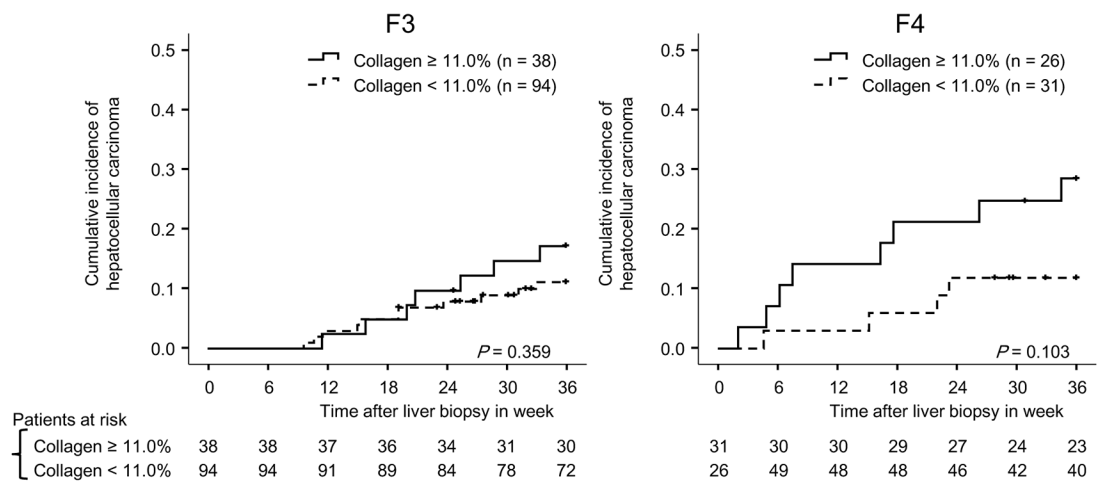 F3
F4
Cumulative incidence of
hepatocellular carcinoma
0.5
0.4
0.3
0.2
0.1
0.0
Collagen ≥ 11.0% (n = 38)
Collagen < 11.0% (n = 94)
P = 0.359
0 6 12 18 24 30 36
Time after liver biopsy in week
Cumulative incidence of
hepatocellular carcinoma
0.5
0.4
0.3
0.2
0.1
0.0
Collagen ≥ 11.0% (n = 26)
Collagen < 11.0% (n = 31)
P = 0.103
0 6 12 18 24 30 36
Time after liver biopsy in week
Patients at risk
Collagen ≥ 11.0% 38 38 37 36 34 31 30 31 30 30 29 27 24 23
Collagen < 11.0% 94 94 91 89 84 78 72 26 49 48 48 46 42 40